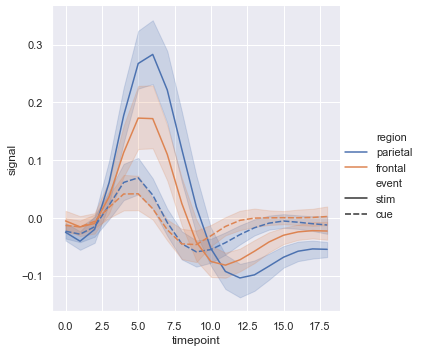 0.3
0.2
0.1
0.0
−0.1
signal
0.0 2.5 5.0 7.5 10.0 12.5 15.0 17.5
timepoint
region
parietal
frontal
event
stim
cue